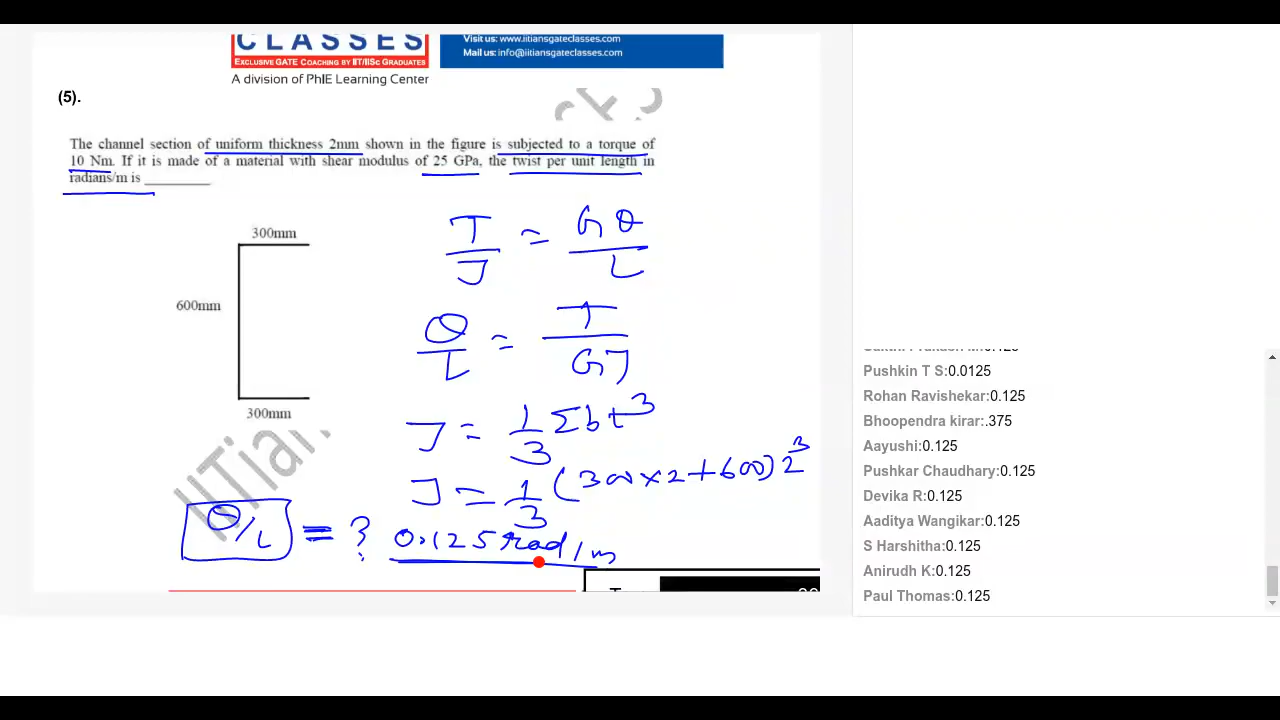 CLASSES
EXCLUSIVE GATE COACHING BY IIT/IISc GRADUATES
A division of PhIE Learning Center
Visit us: www.iitiansgateclasses.com
Mail us: info@iitiansgateclasses.com
(5).
The channel section of uniform thickness 2mm shown in the figure is subjected to a torque of
10 Nm. If it is made of a material with shear modulus of 25 GPa, the twist per unit length in
radians/m is ________
300mm
600mm
300mm
T/J = Gθ/L
θ/L = T/GJ
J = 1/3 Σbt³
J = 1/3 (300×2+600)2³
θ/L = ? 0.125 rad/m
IITian
Pushkin T S:0.0125
Rohan Ravishekar:0.125
Bhoopendra kirar:.375
Aayushi:0.125
Pushkar Chaudhary:0.125
Devika R:0.125
Aaditya Wangikar:0.125
S Harshitha:0.125
Anirudh K:0.125
Paul Thomas:0.125